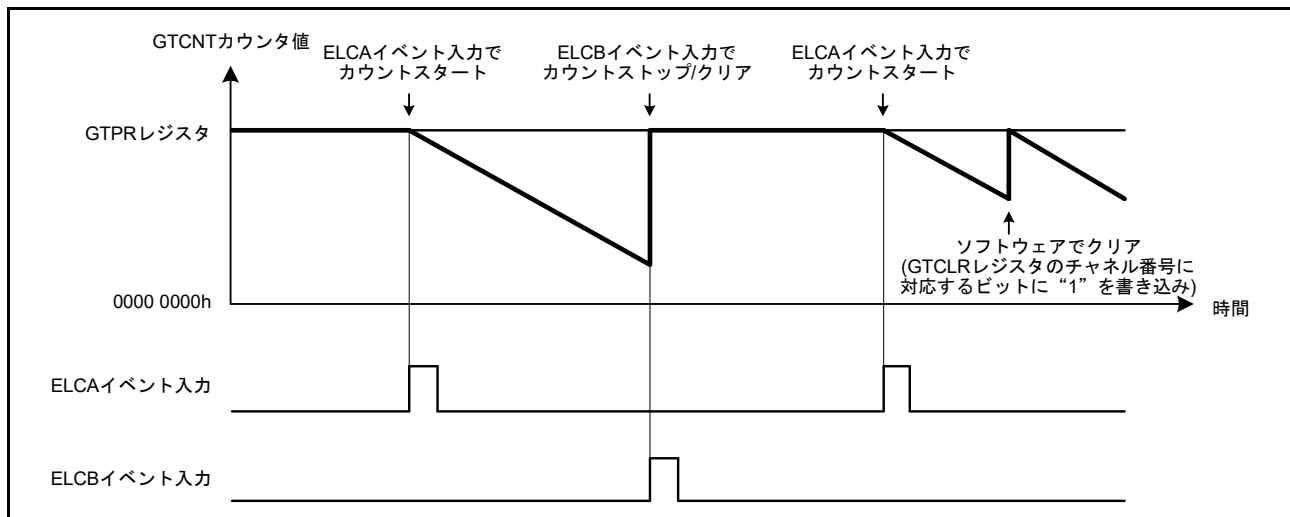 GTCNTカウンタ値
ELCAイベント入力で
カウントスタート
ELCBイベント入力で
カウントストップ/クリア
ELCAイベント入力で
カウントスタート
GTPRレジスタ
ソフトウェアでクリア
(GTCLRレジスタのチャネル番号に
対応するビットに“1”を書き込み)
0000 0000h
時間
ELCAイベント入力
ELCBイベント入力